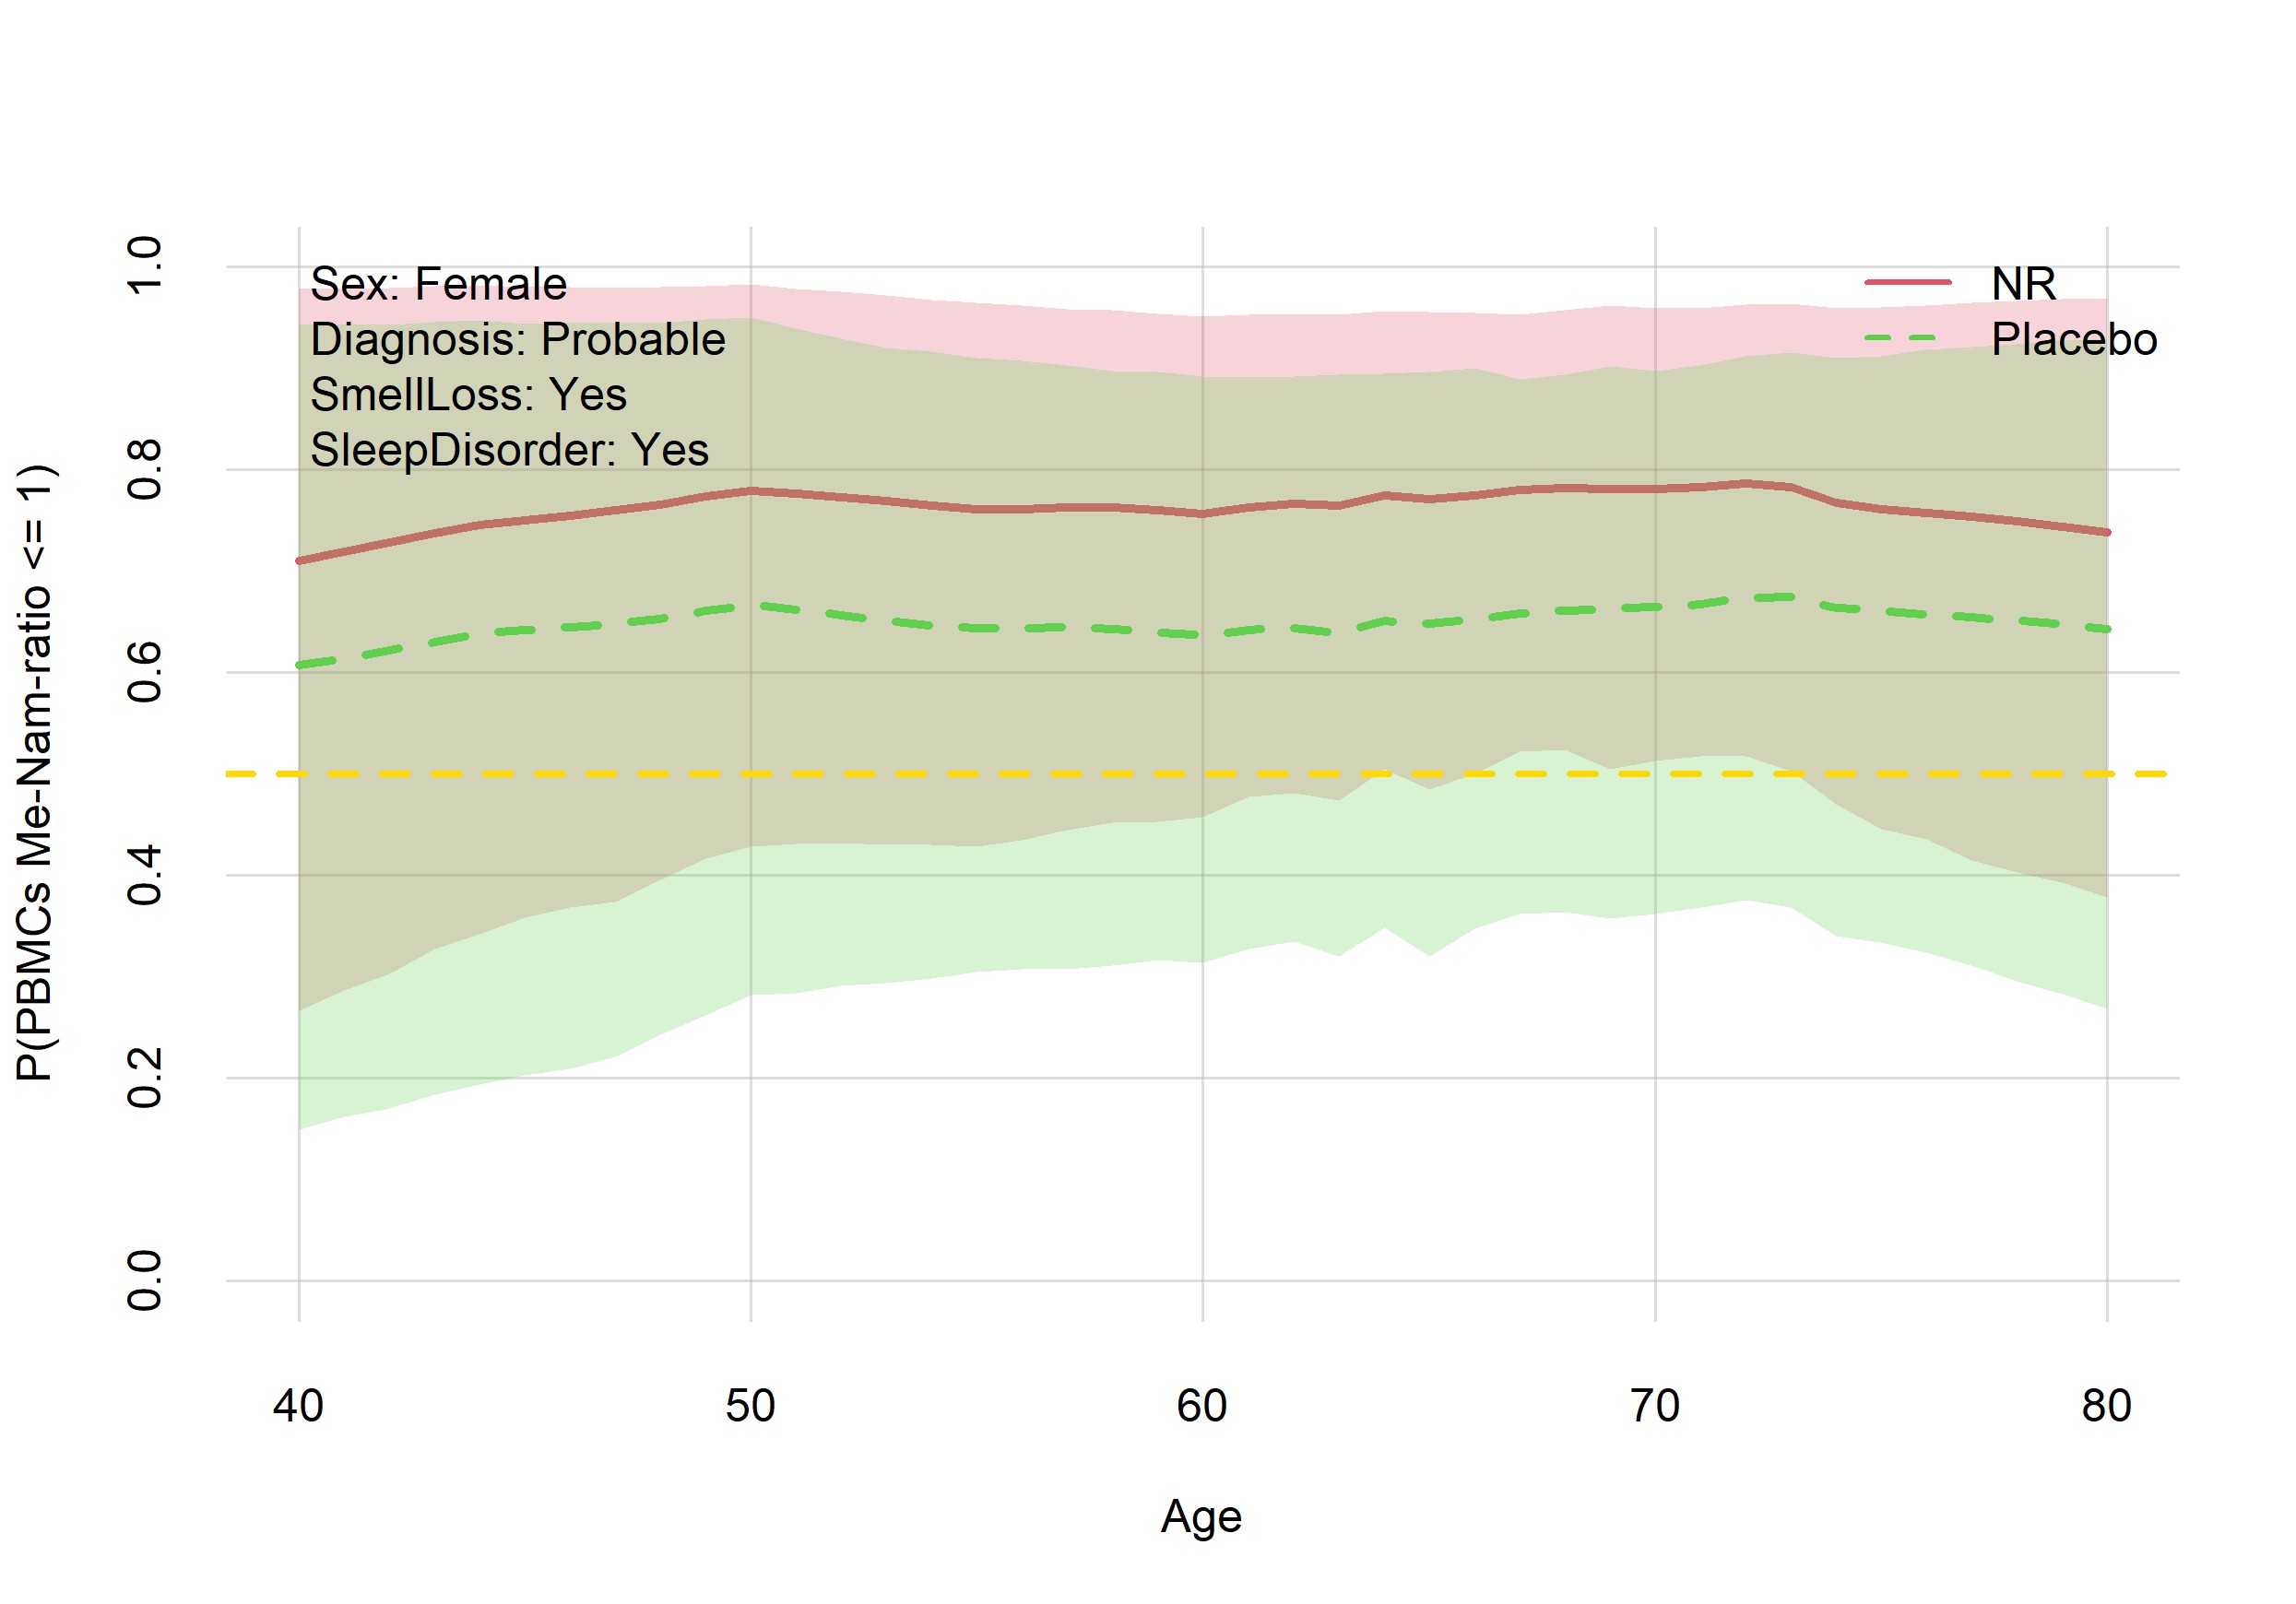 Sex: Female
Diagnosis: Probable
SmellLoss: Yes
SleepDisorder: Yes
NR
Placebo
P(PBMCs Me-Nam-ratio <= 1)
1.0
0.8
0.6
0.4
0.2
0.0
40 50 60 70 80
Age